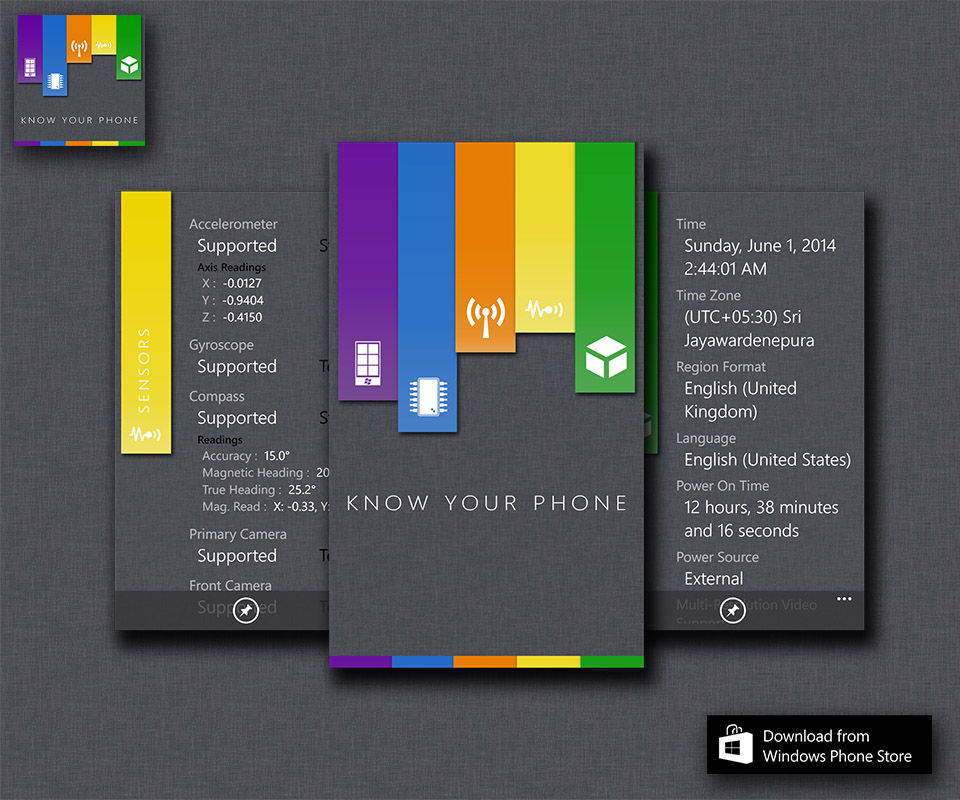 KNOW YOUR PHONE
SENSORS
Accelerometer
Supported
Axis Readings
X : -0.0127
Y : -0.9404
Z : -0.4150
Gyroscope
Supported
Compass
Supported
Readings
Accuracy : 15.0°
Magnetic Heading : 20
True Heading : 25.2°
Mag. Read : X: -0.33, Y:
Primary Camera
Supported
Front Camera
Supported
KNOW YOUR PHONE
Time
Sunday, June 1, 2014
2:44:01 AM
Time Zone
(UTC+05:30) Sri
Jayawardenepura
Region Format
English (United
Kingdom)
Language
English (United States)
Power On Time
12 hours, 38 minutes
and 16 seconds
Power Source
External
Multi-Resolution Video
Download from
Windows Phone Store